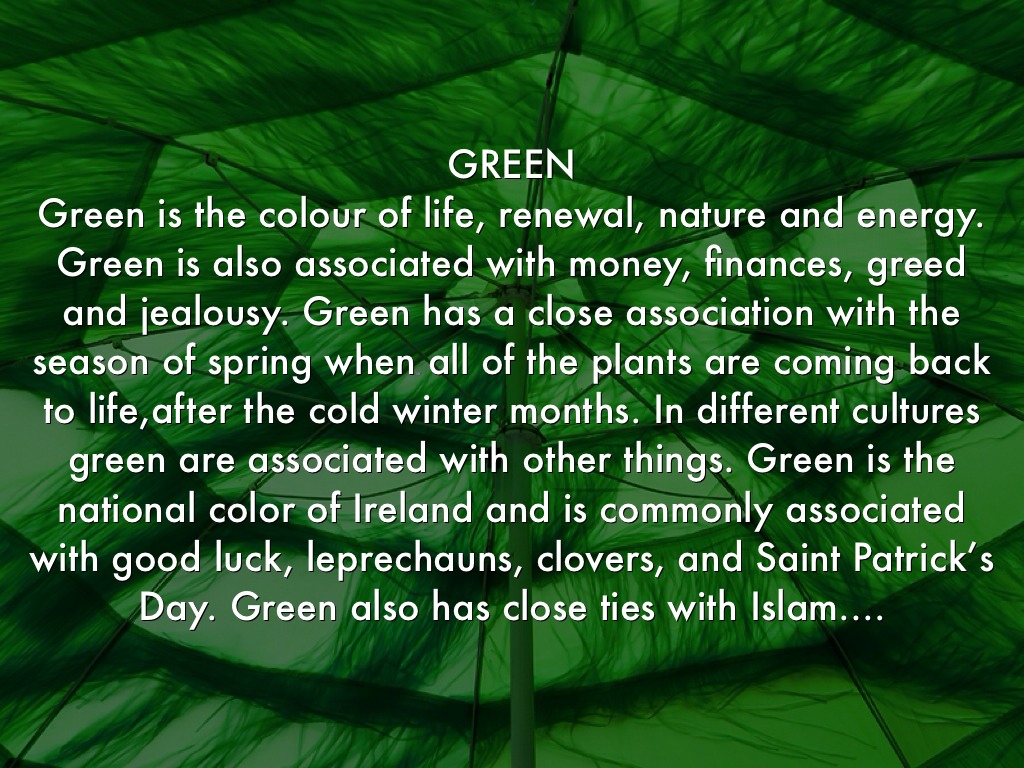 GREEN
Green is the colour of life, renewal, nature and energy.
Green is also associated with money, finances, greed
and jealousy. Green has a close association with the
season of spring when all of the plants are coming back
to life,after the cold winter months. In different cultures
green are associated with other things. Green is the
national color of Ireland and is commonly associated
with good luck, leprechauns, clovers, and Saint Patrick’s
Day. Green also has close ties with Islam....